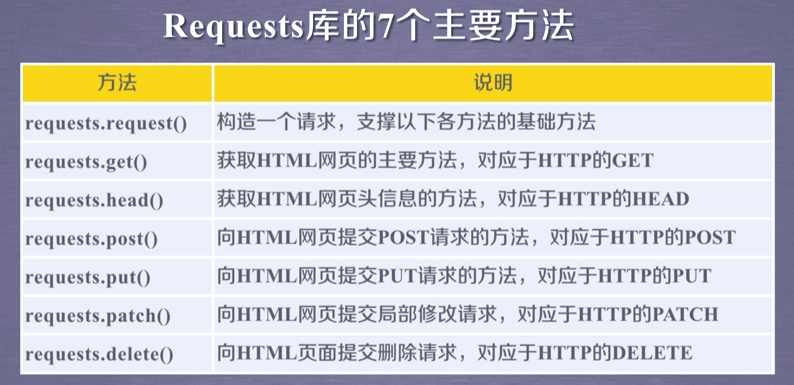 Requests库的7个主要方法
方法 说明
requests.request() 构造一个请求，支撑以下各方法的基础方法
requests.get() 获取HTML网页的主要方法，对应于HTTP的GET
requests.head() 获取HTML网页头信息的方法，对应于HTTP的HEAD
requests.post() 向HTML网页提交POST请求的方法，对应于HTTP的POST
requests.put() 向HTML网页提交PUT请求的方法，对应于HTTP的PUT
requests.patch() 向HTML网页提交局部修改请求，对应于HTTP的PATCH
requests.delete() 向HTML页面提交删除请求，对应于HTTP的DELETE